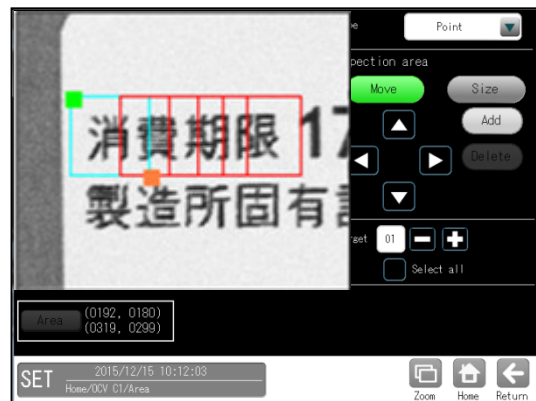 e Point
pection area
Move Size
Add
Delete
消費期限 17
製造所固有
rget 01
Select all
Area (0192, 0180)
(0319, 0299)
SET 2015/12/15 10:12:03
Home/OCV C1/Area
Zoom Home Return